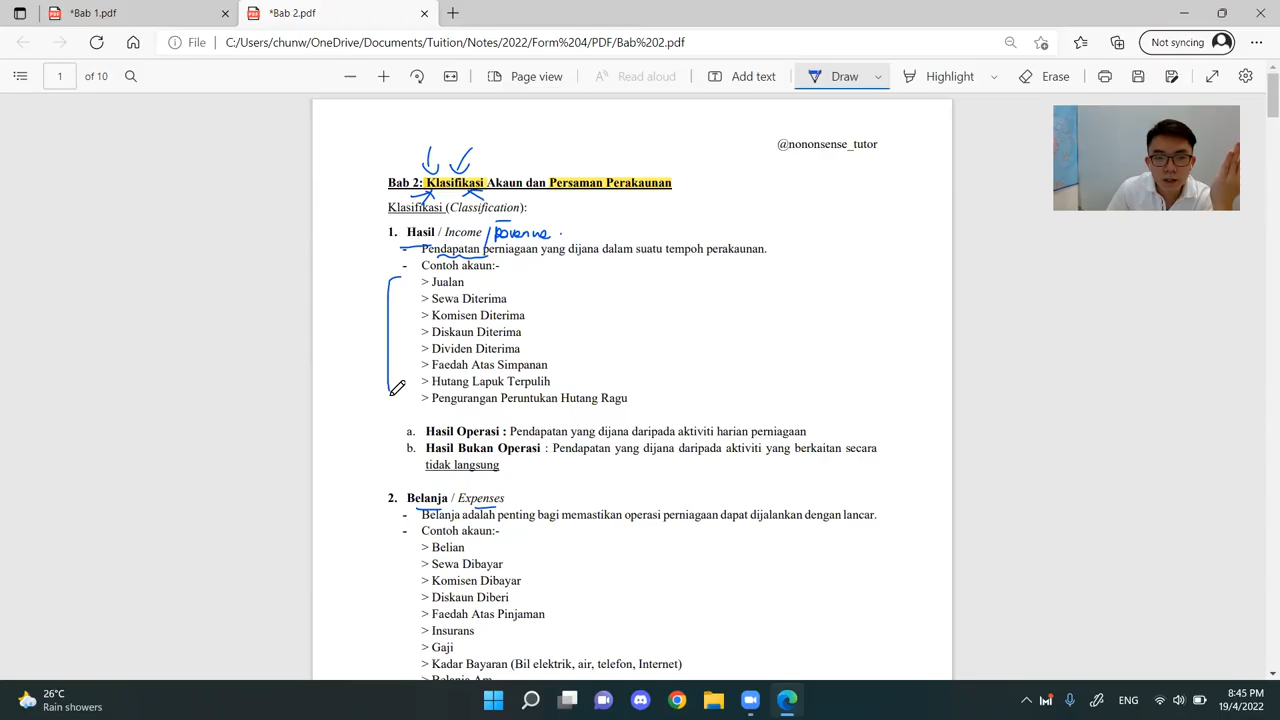 *Bab 1.pdf
*Bab 2.pdf
File
C:/Users/chunw/OneDrive/Documents/Tuition/Notes/2022/Form%204/PDF/Bab%202.pdf
Not syncing
1 of 10
Page view
Read aloud
Add text
Draw
Highlight
Erase
@nononsense_tutor
Bab 2: Klasifikasi Akaun dan Persaman Perakaunan
Klasifikasi (Classification):
1. Hasil / Income / Revenue
- Pendapatan perniagaan yang dijana dalam suatu tempoh perakaunan.
- Contoh akaun:-
> Jualan
> Sewa Diterima
> Komisen Diterima
> Diskaun Diterima
> Dividen Diterima
> Faedah Atas Simpanan
> Hutang Lapuk Terpulih
> Pengurangan Peruntukan Hutang Ragu
a. Hasil Operasi : Pendapatan yang dijana daripada aktiviti harian perniagaan
b. Hasil Bukan Operasi : Pendapatan yang dijana daripada aktiviti yang berkaitan secara
tidak langsung
2. Belanja / Expenses
- Belanja adalah penting bagi memastikan operasi perniagaan dapat dijalankan dengan lancar.
- Contoh akaun:-
> Belian
> Sewa Dibayar
> Komisen Dibayar
> Diskaun Diberi
> Faedah Atas Pinjaman
> Insurans
> Gaji
> Kadar Bayaran (Bil elektrik, air, telefon, Internet)
> Belanja Am
26°C
Rain showers
ENG
8:45 PM
19/4/2022